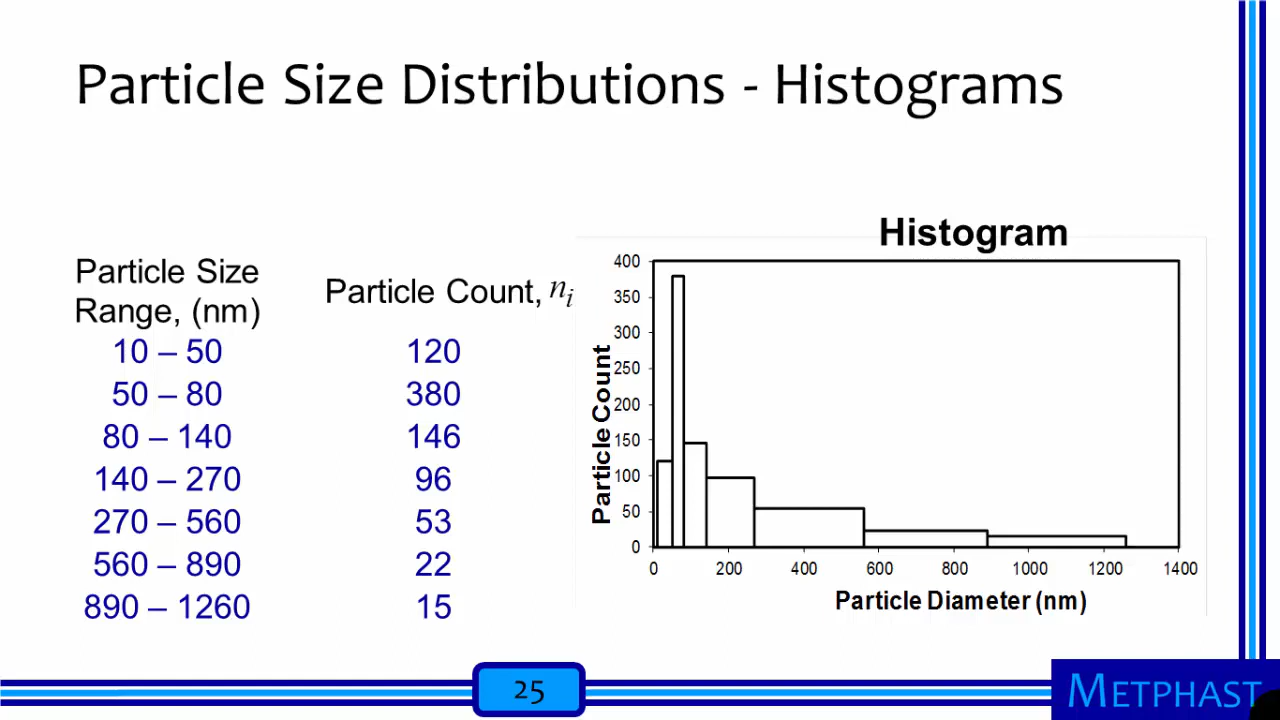 Particle Size Distributions - Histograms
Particle Size
Range, (nm)
Particle Count, ni
10 – 50 120
50 – 80 380
80 – 140 146
140 – 270 96
270 – 560 53
560 – 890 22
890 – 1260 15
Histogram
Particle Count
400
350
300
250
200
150
100
50
0
0 200 400 600 800 1000 1200 1400
Particle Diameter (nm)
25
METPHAST